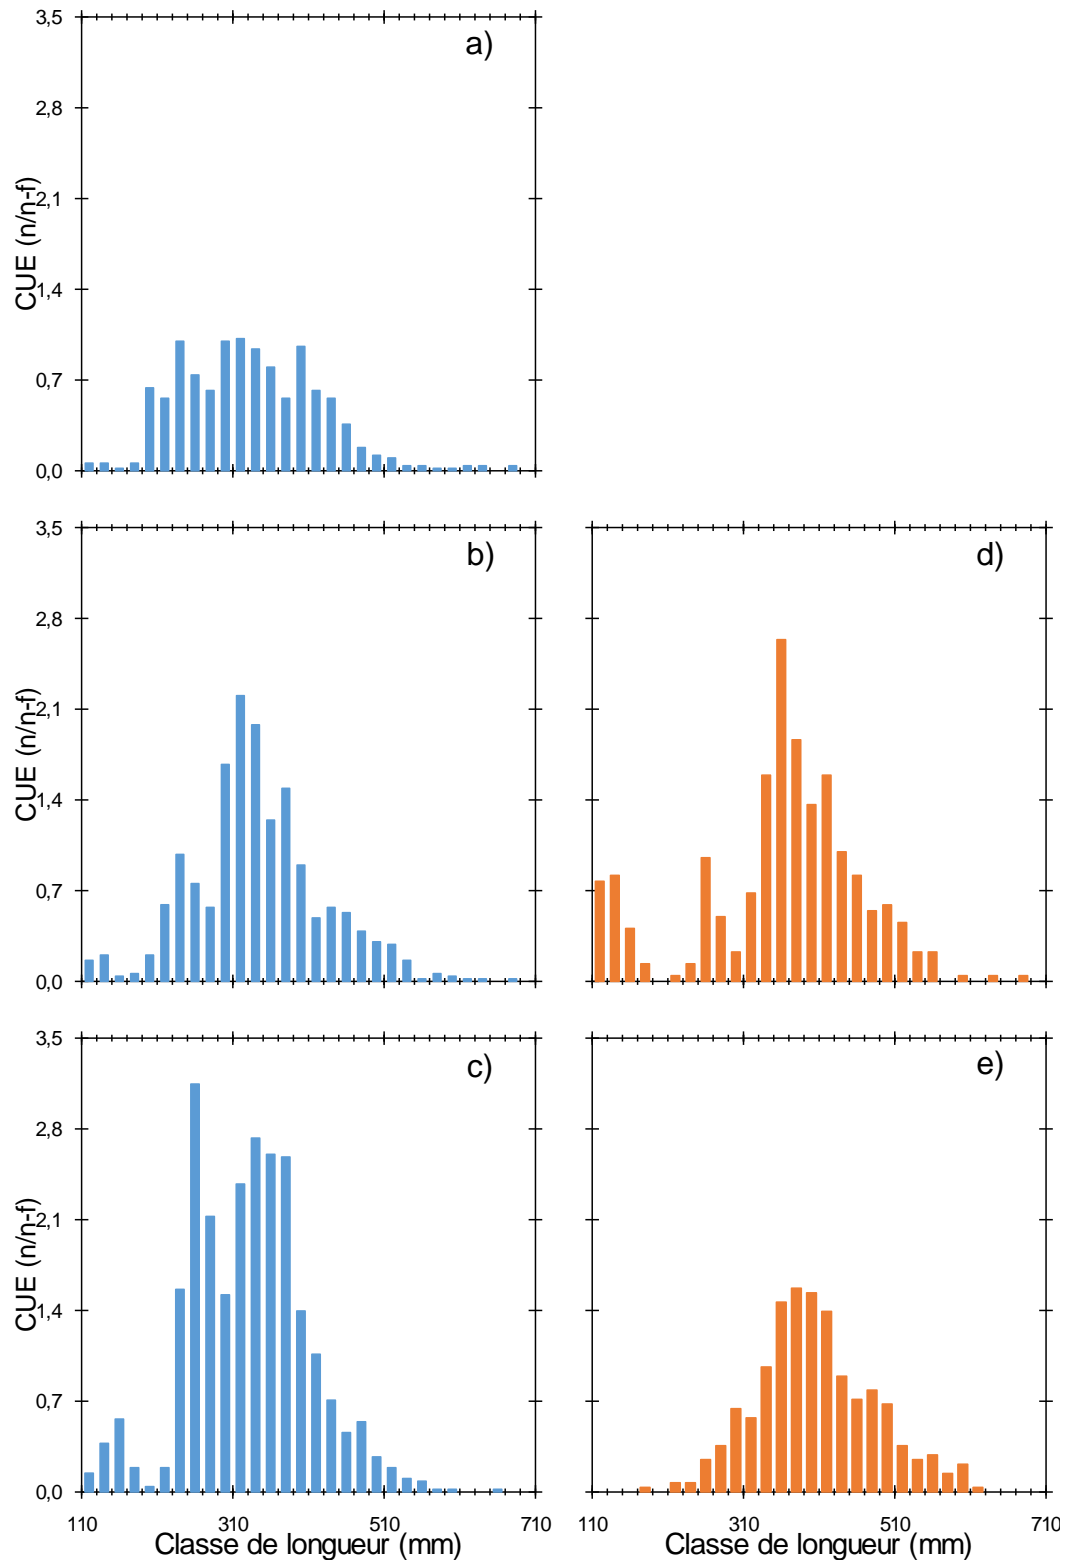 a)
3,5
2,8
2,1
1,4
0,7
0,0
CUE (n/n-f)
b)
3,5
2,8
2,1
1,4
0,7
0,0
CUE (n/n-f)
d)
c)
3,5
2,8
2,1
1,4
0,7
0,0
CUE (n/n-f)
110 310 510 710
Classe de longueur (mm)
e)
110 310 510 710
Classe de longueur (mm)